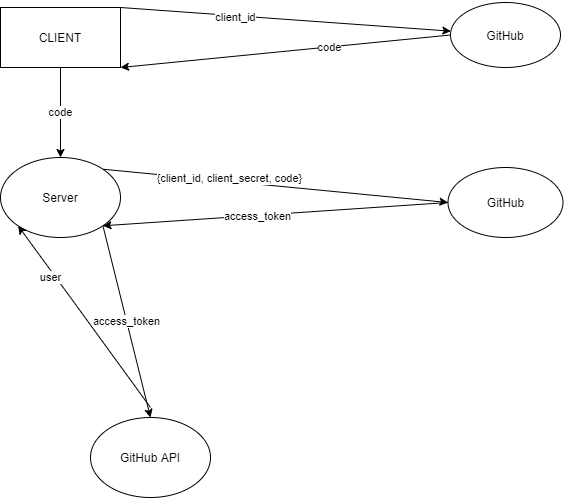 client_id
CLIENT
GitHub
code
code
{client_id, client_secret, code}
Server
GitHub
access_token
user
access_token
GitHub API